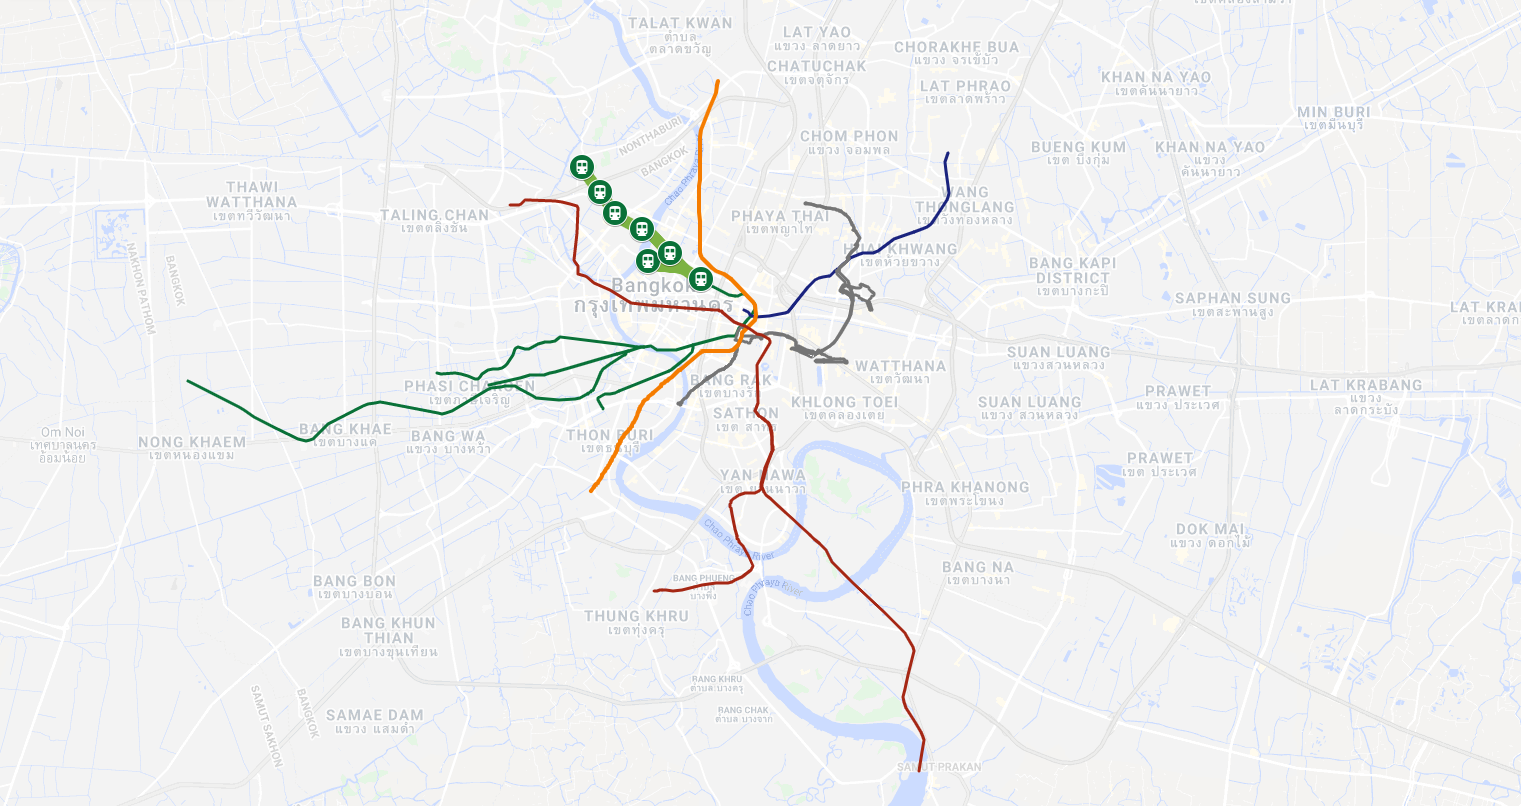 TALAT KWAN
ตำบล
ตลาดขวัญ
LAT YAO
แขวง ลาดยาว
CHATUCHAK
เขตจตุจักร
CHORAKHE BUA
แขวง จรเข้บัว
LAT PHRAO
เขตลาดพร้าว
KHAN NA YAO
เขตคันนายาว
MIN BURI
เขตมีนบุรี
NONTHABURI
BANGKOK
CHOM PHON
แขวง จอมพล
BUENG KUM
เขต บึงกุ่ม
KHAN NA YAO
แขวง
คันนายาว
THAWI
WATTHANA
เขตทวีวัฒนา
TALING CHAN
เขตตลิ่งชัน
Chao Phraya
PHAYA THAI
เขตพญาไท
WANG
THONGLANG
เขตวังทองหลาง
HUAI KHWANG
เขตห้วยขวาง
BANG KAPI
DISTRICT
เขตบางกะปิ
NAKHON PATHOM
BANGKOK
Bangkok
กรุงเทพมหานคร
SAPHAN SUNG
เขตสะพานสูง
LAT KRA
เขตลาดก
SUAN LUANG
แขวงสวนหลวง
WATTHANA
เขตวัฒนา
PHASI CHAROEN
เขตภาษีเจริญ
BANG RAK
เขตบางรัก
KHLONG TOEI
เขตคลองเตย
SUAN LUANG
แขวง สวนหลวง
PRAWET
แขวง ประเวศ
LAT KRABANG
แขวง
ลาดกระบัง
SATHON
เขต สาทร
BANG KHAE
เขตบางแค
BANG WA
แขวง บางหว้า
THON BURI
เขตธนบุรี
Om Noi
เทศบาลนคร
อ้อมน้อย
NONG KHAEM
เขตหนองแขม
PRAWET
เขต ประเวศ
YAN NAWA
เขต ยานนาวา
PHRA KHANONG
เขตพระโขนง
Chao Phraya River
DOK MAI
แขวง ดอกไม้
BANG NA
เขตบางนา
BANG PHUENG
บางพึ่ง
Chao Phraya River
BANG BON
เขตบางบอน
THUNG KHRU
เขตทุ่งครุ
BANG KHUN
THIAN
เขตบางขุนเทียน
BANG KHRU
ตำบล บางครุ
SAMUT SAKHON
BANGKOK
SAMAE DAM
แขวง แสมดำ
BANG CHAK
ตำบล บางจาก
SAMUT PRAKAN